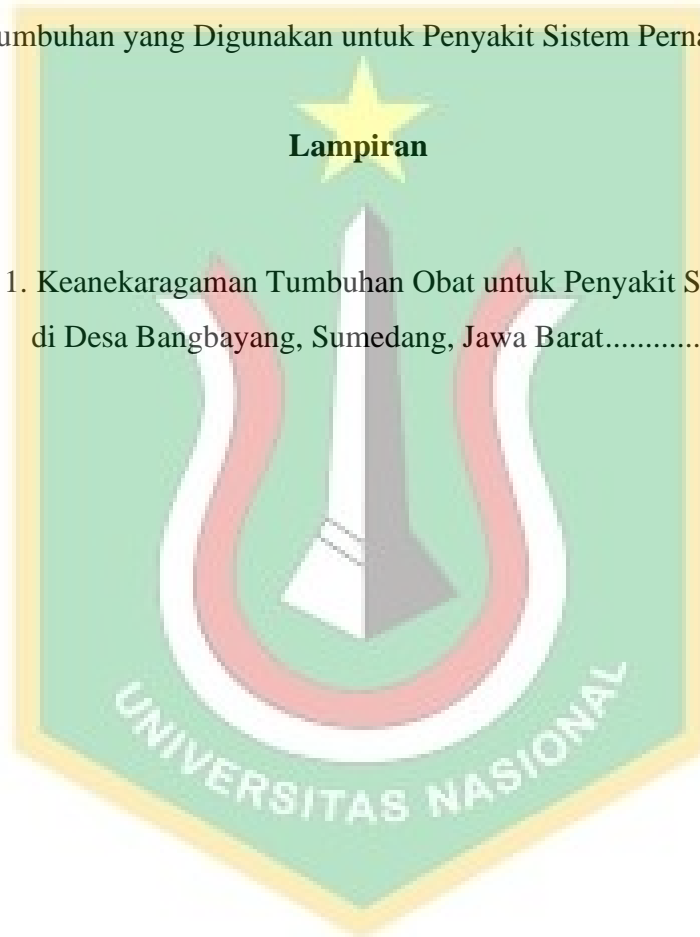 umbuhan yang Digunakan untuk Penyakit Sistem Perna
Lampiran
1. Keanekaragaman Tumbuhan Obat untuk Penyakit S
di Desa Bangbayang, Sumedang, Jawa Barat............
UNIVERSITAS NASIONAL